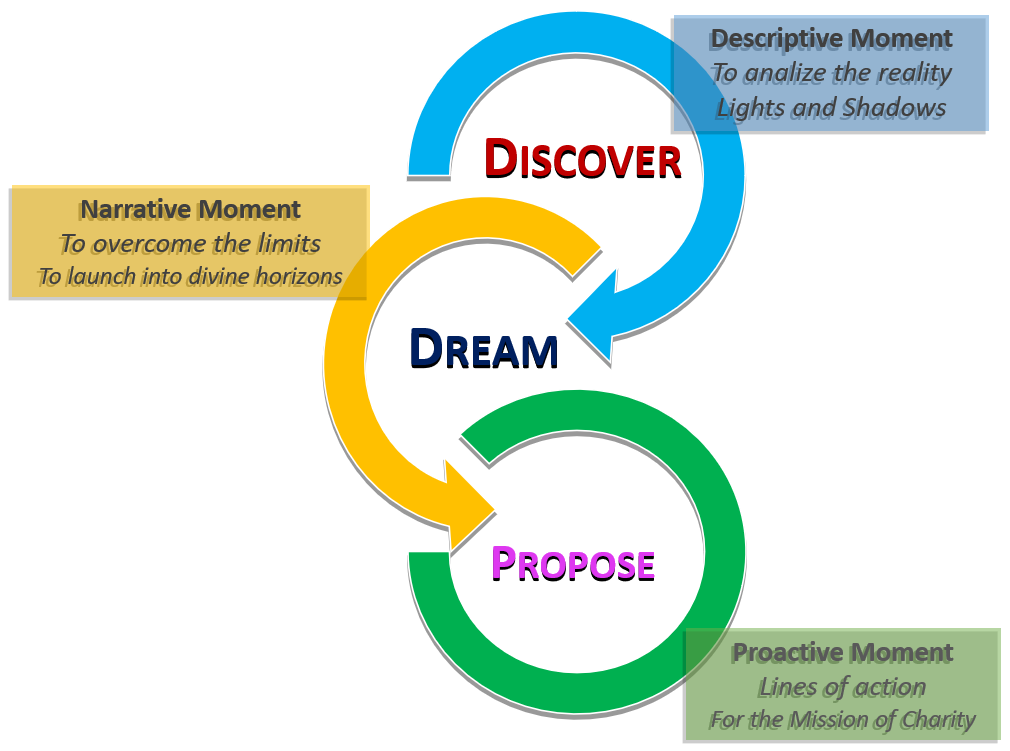 Descriptive Moment
To analize the reality
Lights and Shadows
DISCOVER
Narrative Moment
To overcome the limits
To launch into divine horizons
DREAM
PROPOSE
Proactive Moment
Lines of action
For the Mission of Charity